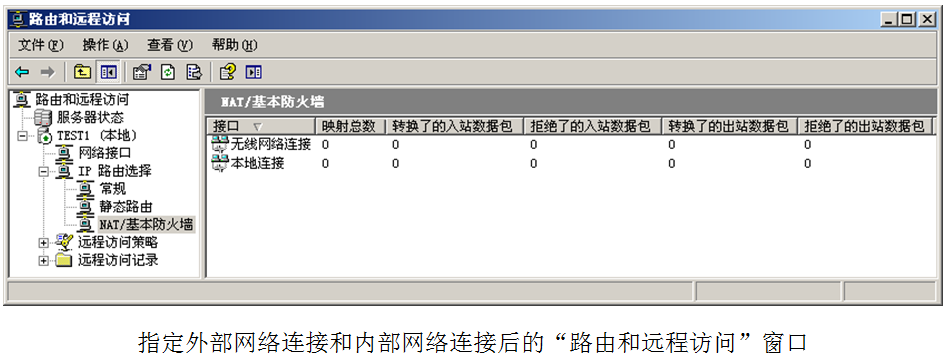 路由和远程访问
文件(F) 操作(A) 查看(V) 帮助(H)
路由和远程访问
服务器状态
TEST1 (本地)
网络接口
IP 路由选择
常规
静态路由
NAT/基本防火墙
远程访问策略
远程访问记录
NAT/基本防火墙
接口 映射总数 转换了的入站数据包 拒绝了的入站数据包 转换了的出站数据包 拒绝了的出站数据包
无线网络连接 0 0 0 0 0
本地连接 0 0 0 0 0
指定外部网络连接和内部网络连接后的“路由和远程访问”窗口